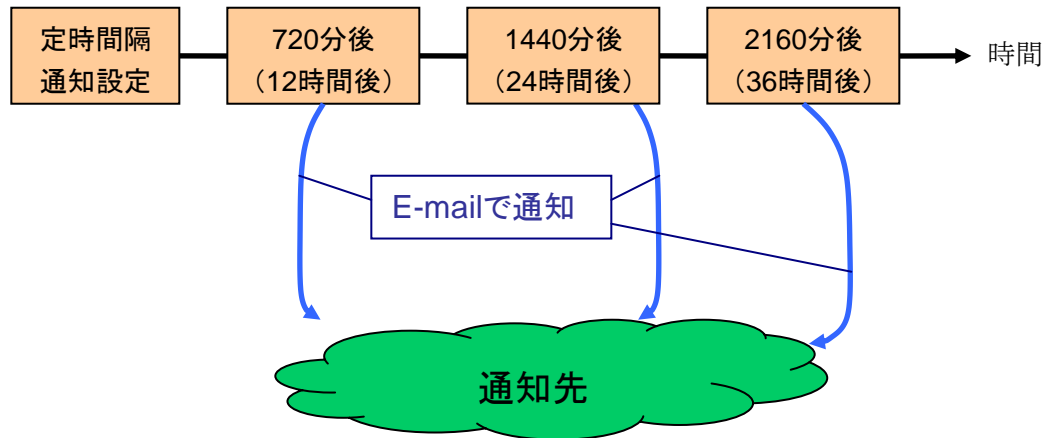 定時間隔
通知設定
720分後
（12時間後）
1440分後
（24時間後）
2160分後
（36時間後）
時間
E-mailで通知
通知先